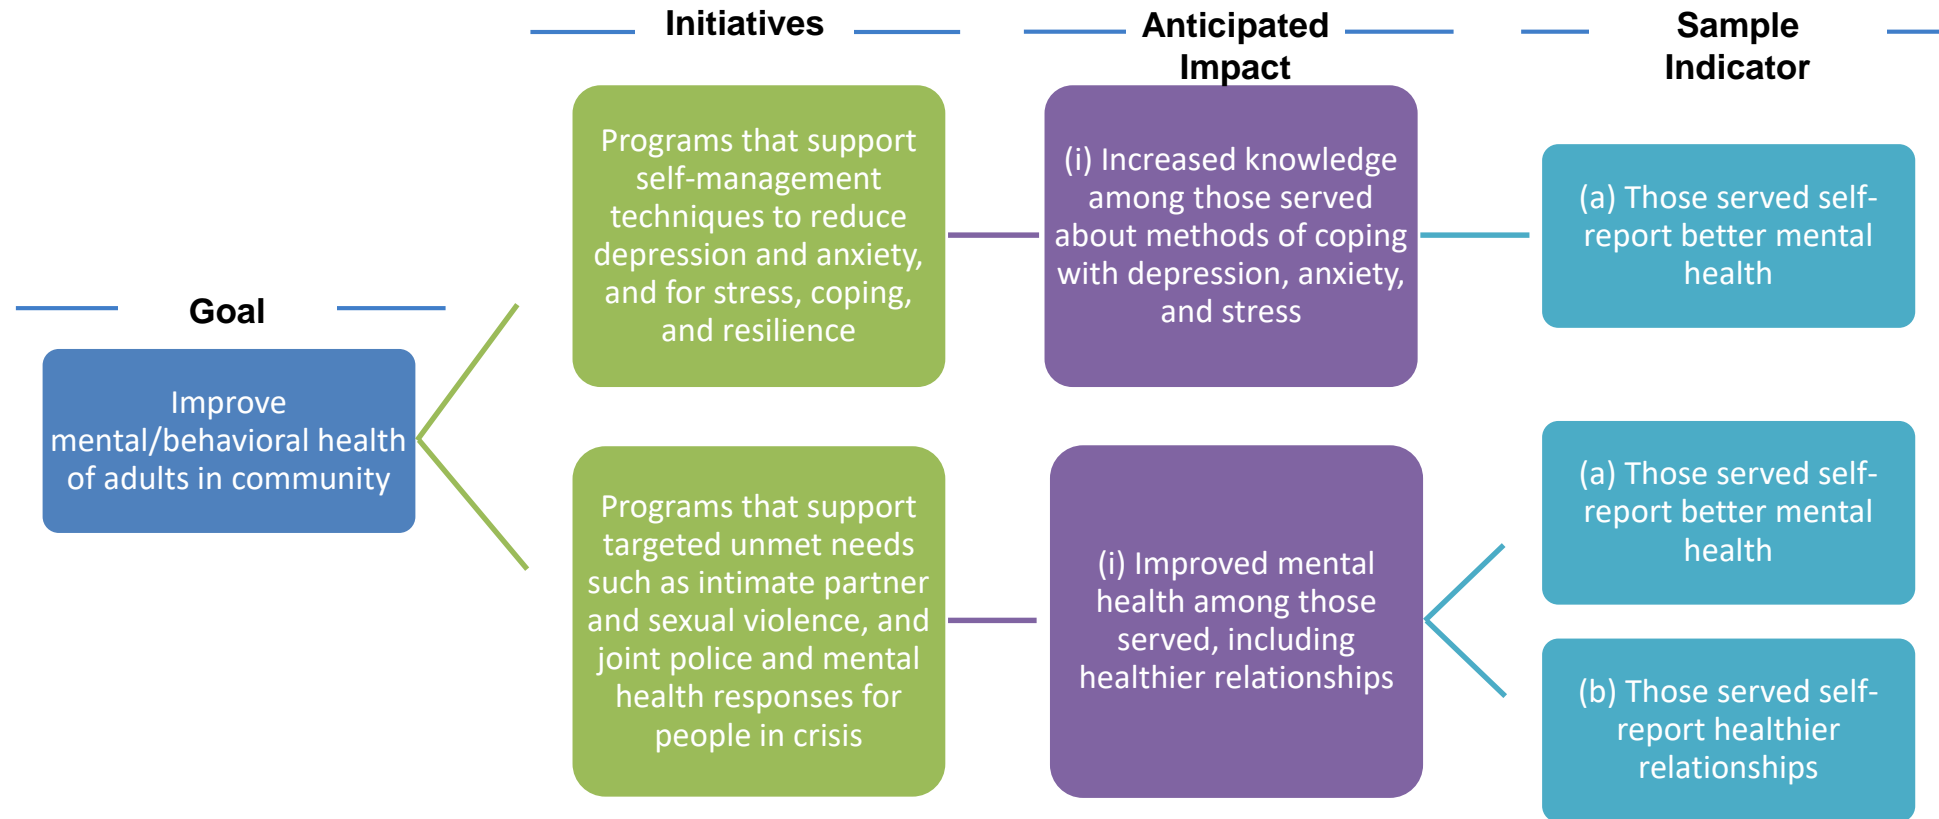 Initiatives
Anticipated
Impact
Sample
Indicator
Goal
Improve
mental/behavioral health
of adults in community
Programs that support
self-management
techniques to reduce
depression and anxiety,
and for stress, coping,
and resilience
(i) Increased knowledge
among those served
about methods of coping
with depression, anxiety,
and stress
(a) Those served self-
report better mental
health
Programs that support
targeted unmet needs
such as intimate partner
and sexual violence, and
joint police and mental
health responses for
people in crisis
(i) Improved mental
health among those
served, including
healthier relationships
(a) Those served self-
report better mental
health
(b) Those served self-
report healthier
relationships